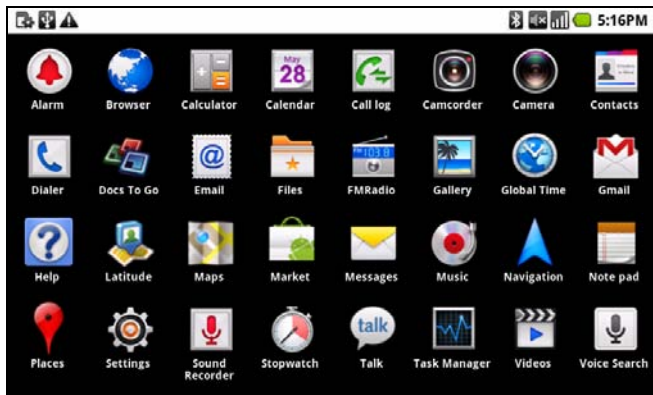 5:16PM
May
28
@
103.8
talk
Alarm
Browser
Calculator
Calendar
Call log
Camcorder
Camera
Contacts
Dialer
Docs To Go
Email
Files
FMRadio
Gallery
Global Time
Gmail
Help
Latitude
Maps
Market
Messages
Music
Navigation
Note pad
Places
Settings
Sound
Recorder
Stopwatch
Talk
Task Manager
Videos
Voice Search